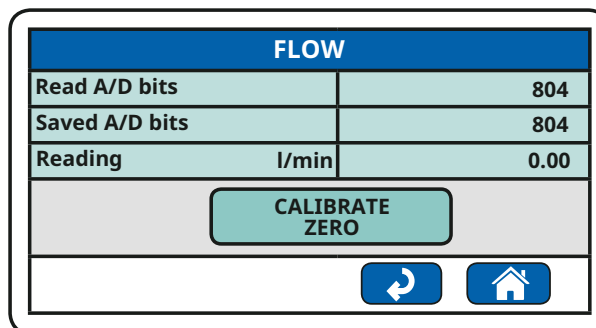 FLOW
Read A/D bits 804
Saved A/D bits 804
Reading l/min 0.00
CALIBRATE
ZERO